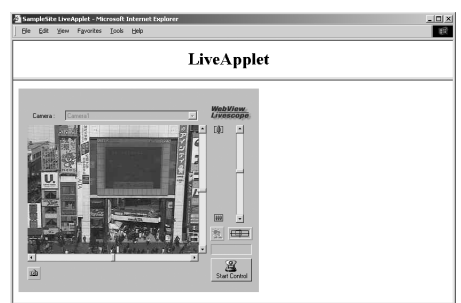 SampleSite LiveApplet - Microsoft Internet Explorer
File Edit View Favorites Tools Help
LiveApplet
Camera: Camera1
WebView
Livescope
U.
Start Control